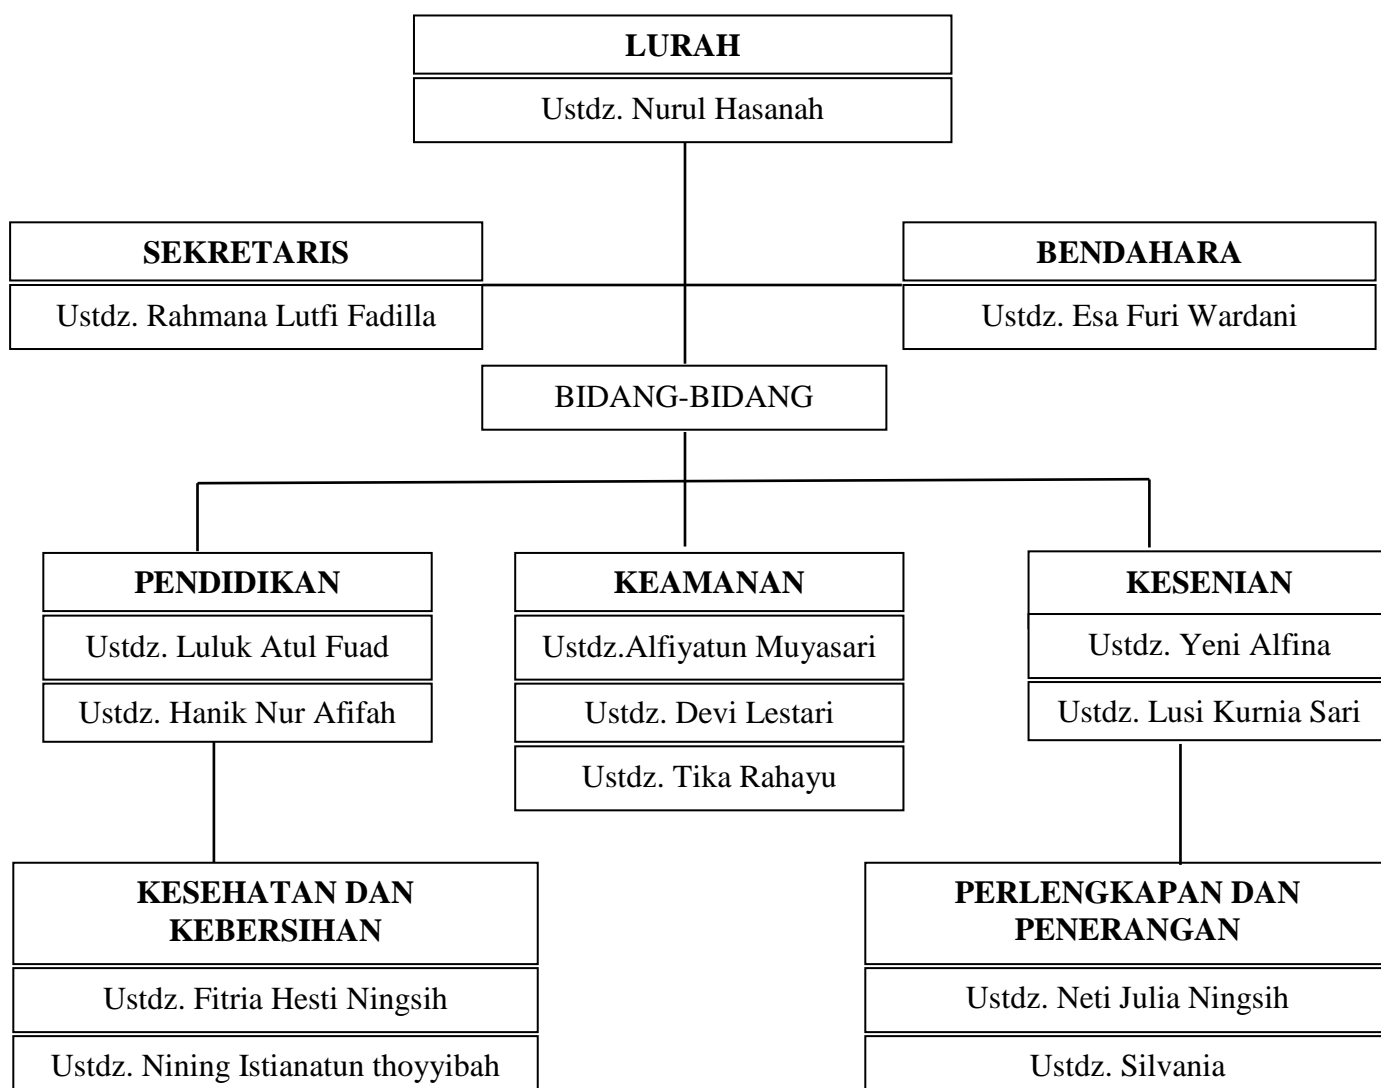 LURAH
Ustdz. Nurul Hasanah
SEKRETARIS
Ustdz. Rahmana Lutfi Fadilla
BENDAHARA
Ustdz. Esa Furi Wardani
BIDANG-BIDANG
PENDIDIKAN
Ustdz. Luluk Atul Fuad
Ustdz. Hanik Nur Afifah
KEAMANAN
Ustdz.Alfiyatun Muyasari
Ustdz. Devi Lestari
Ustdz. Tika Rahayu
KESENIAN
Ustdz. Yeni Alfina
Ustdz. Lusi Kurnia Sari
KESEHATAN DAN
KEBERSIHAN
Ustdz. Fitria Hesti Ningsih
Ustdz. Nining Istianatun thoyyibah
PERLENGKAPAN DAN
PENERANGAN
Ustdz. Neti Julia Ningsih
Ustdz. Silvania